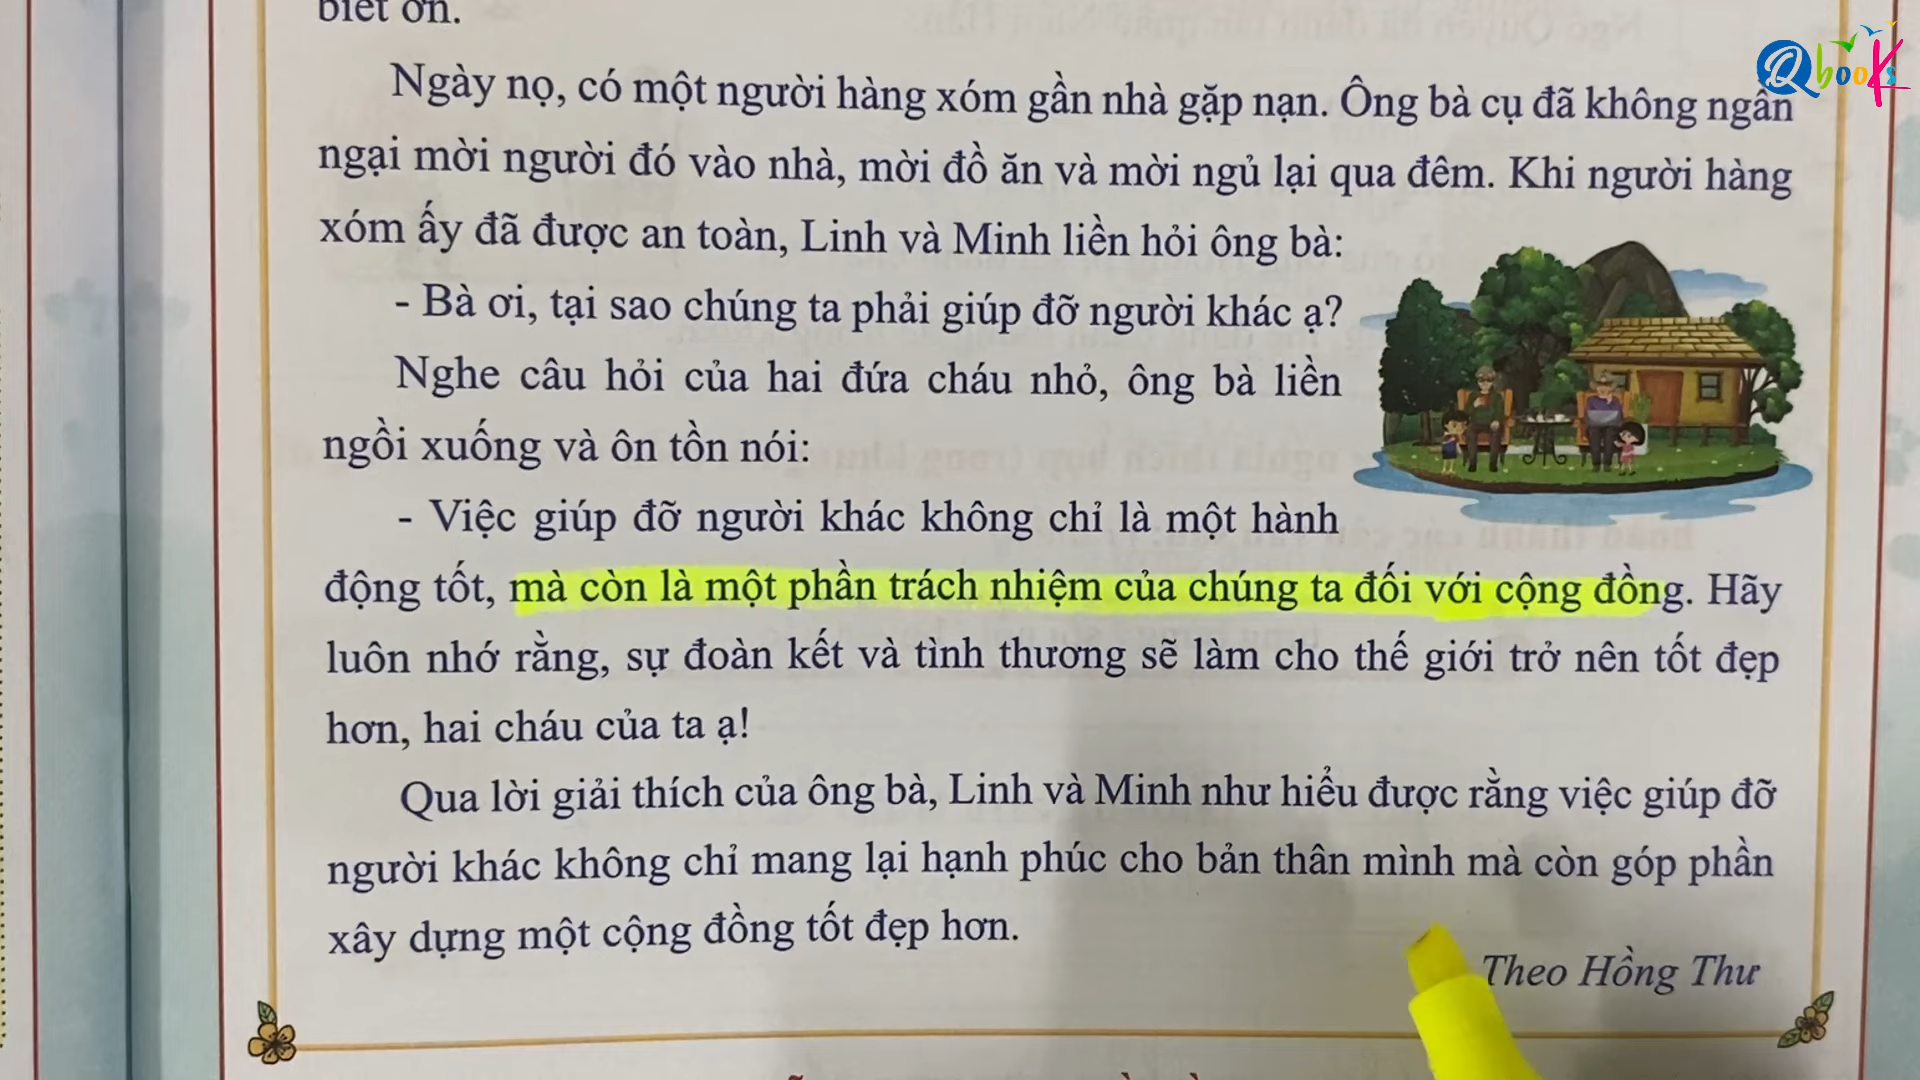 biết ơn.
Ngày nọ, có một người hàng xóm gần nhà gặp nạn. Ông bà cụ đã không ngần
ngại mời người đó vào nhà, mời đồ ăn và mời ngủ lại qua đêm. Khi người hàng
xóm ấy đã được an toàn, Linh và Minh liền hỏi ông bà:
- Bà ơi, tại sao chúng ta phải giúp đỡ người khác ạ?
Nghe câu hỏi của hai đứa cháu nhỏ, ông bà liền
ngồi xuống và ôn tồn nói:
- Việc giúp đỡ người khác không chỉ là một hành
động tốt, mà còn là một phần trách nhiệm của chúng ta đối với cộng đồng. Hãy
luôn nhớ rằng, sự đoàn kết và tình thương sẽ làm cho thế giới trở nên tốt đẹp
hơn, hai cháu của ta ạ!
Qua lời giải thích của ông bà, Linh và Minh như hiểu được rằng việc giúp đỡ
người khác không chỉ mang lại hạnh phúc cho bản thân mình mà còn góp phần
xây dựng một cộng đồng tốt đẹp hơn.
Theo Hồng Thư
Qbooks